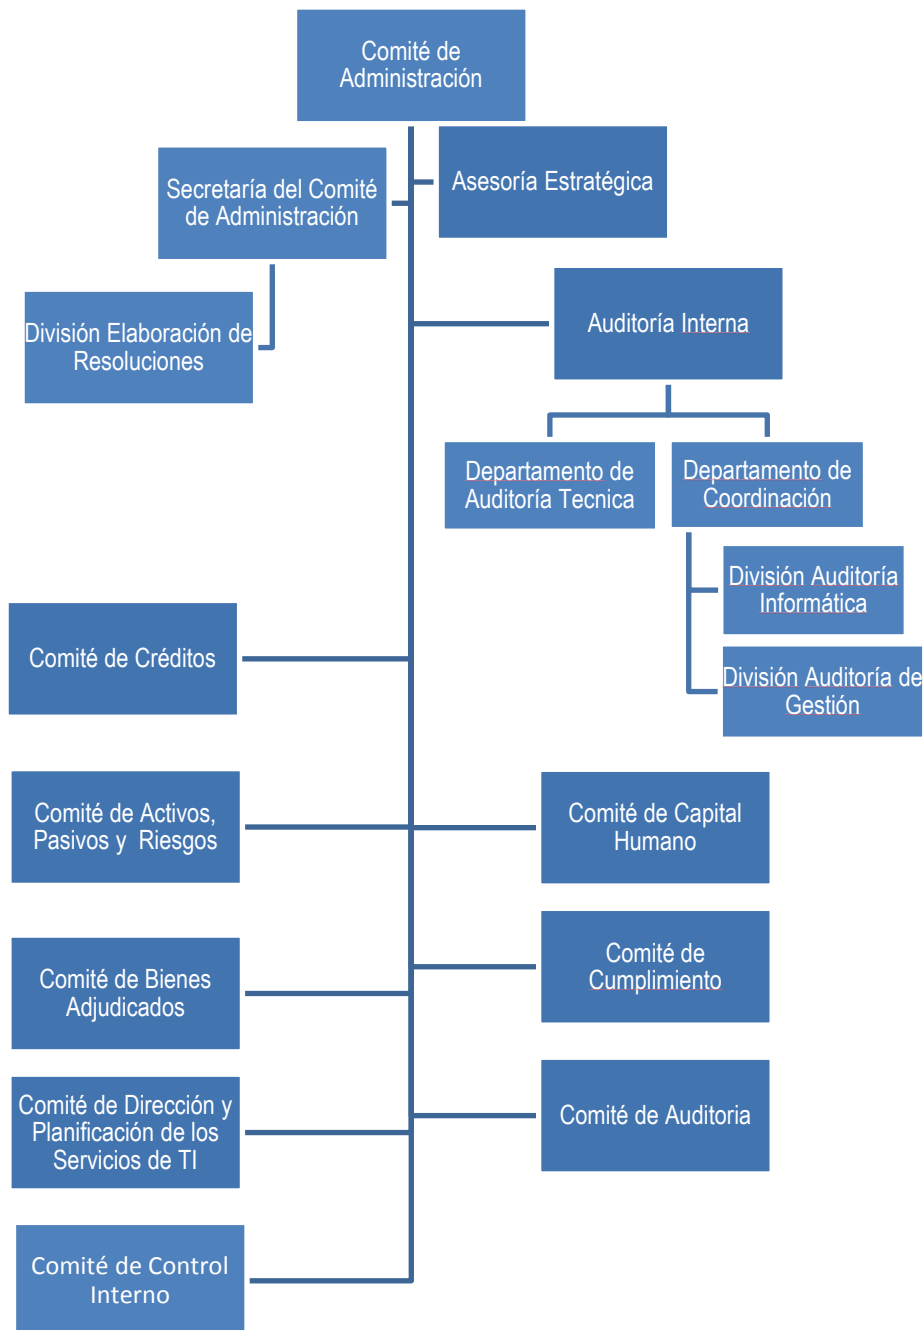 Comité de
Administración
Asesoría Estratégica
Secretaría del Comité
de Administración
División Elaboración de
Resoluciones
Auditoría Interna
Departamento de
Auditoría Tecnica
Departamento de
Coordinación
División Auditoría
Informática
División Auditoría de
Gestión
Comité de Créditos
Comité de Activos,
Pasivos y Riesgos
Comité de Capital
Humano
Comité de Bienes
Adjudicados
Comité de
Cumplimiento
Comité de Dirección y
Planificación de los
Servicios de TI
Comité de Auditoria
Comité de Control
Interno